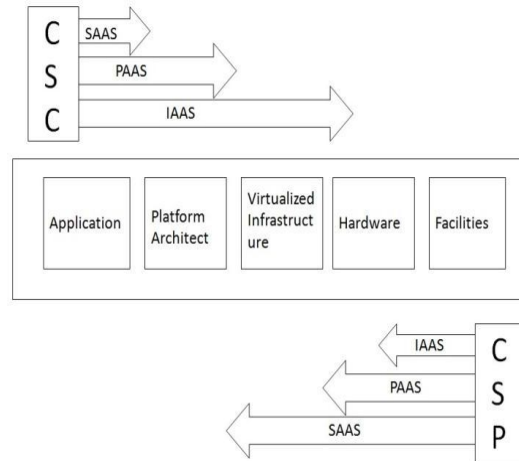 C
S
C
SAAS
PAAS
IAAS
Application
Platform
Architect
Virtualized
Infrastruct
ure
Hardware
Facilities
IAAS
PAAS
SAAS
C
S
P